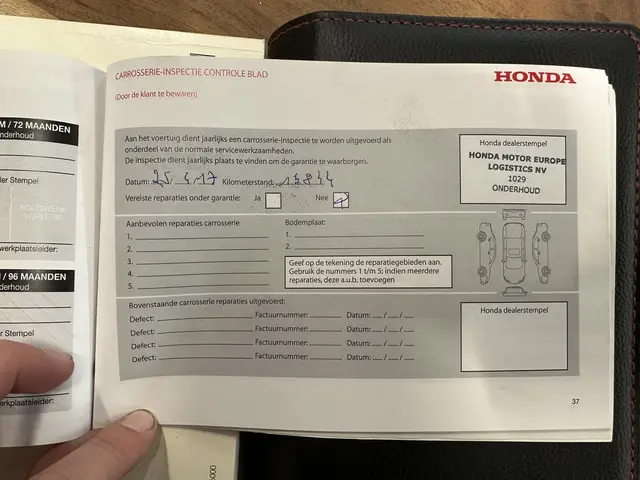 M / 72 MAANDEN
nderhoud
er Stempel
werkplaatsleider:
/ 96 MAANDEN
derhoud
er Stempel
erkplaatsleider:
CARROSSERIE-INSPECTIE CONTROLE BLAD
HONDA
(Door de klant te bewaren)
Aan het voertuig dient jaarlijks een carrosserie-inspectie te worden uitgevoerd als
onderdeel van de normale servicewerkzaamheden.
De inspectie dient jaarlijks plaats te vinden om de garantie te waarborgen.
Datum: Kilometerstand:
Vereiste reparaties onder garantie: Ja Nee
Honda dealerstempel
HONDA MOTOR EUROPE
LOGISTICS NV
1029
ONDERHOUD
Aanbevolen reparaties carrosserie
1.
2.
3.
4.
5.
Bodemplaat:
1.
2.
Geef op de tekening de reparatiegebieden aan.
Gebruik de nummers 1 t/m 5; indien meerdere
reparaties, deze a.u.b. toevoegen
Bovenstaande carrosserie reparaties uitgevoerd:
Defect: Factuurnummer: Datum: / /
Defect: Factuurnummer: Datum: / /
Defect: Factuurnummer: Datum: / /
Defect: Factuurnummer: Datum: / /
Honda dealerstempel
37